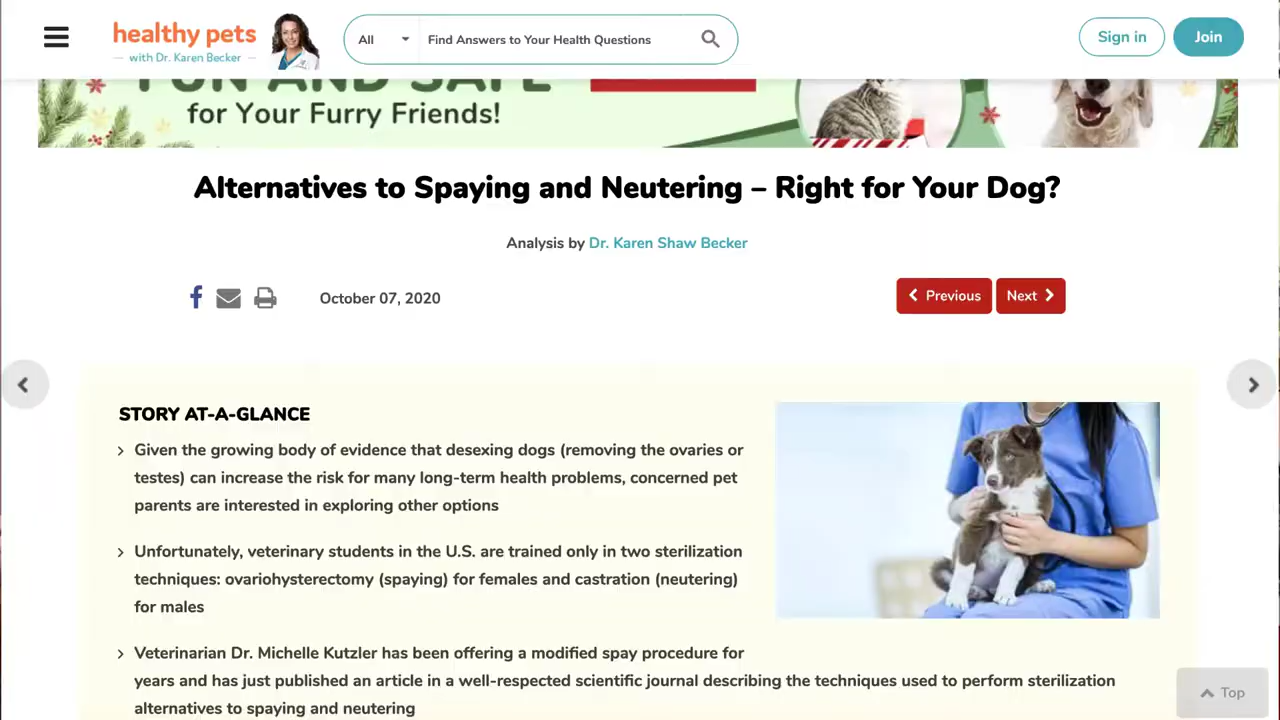 healthy pets
with Dr. Karen Becker
All
Find Answers to Your Health Questions
Sign in
Join
FUN AND SAFE
for Your Furry Friends!
Alternatives to Spaying and Neutering – Right for Your Dog?
Analysis by Dr. Karen Shaw Becker
October 07, 2020
Previous
Next
STORY AT-A-GLANCE
Given the growing body of evidence that desexing dogs (removing the ovaries or
testes) can increase the risk for many long-term health problems, concerned pet
parents are interested in exploring other options
Unfortunately, veterinary students in the U.S. are trained only in two sterilization
techniques: ovariohysterectomy (spaying) for females and castration (neutering)
for males
Veterinarian Dr. Michelle Kutzler has been offering a modified spay procedure for
years and has just published an article in a well-respected scientific journal describing the techniques used to perform sterilization
alternatives to spaying and neutering
Top